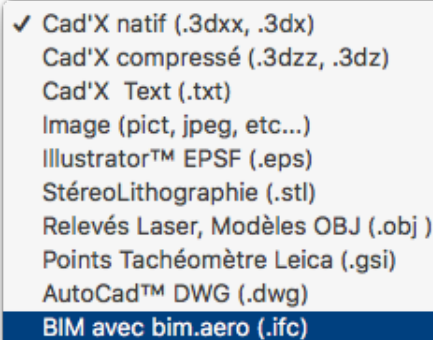 ✓ Cad'X natif (.3dxx, .3dx)
Cad'X compressé (.3dzz, .3dz)
Cad'X  Text (.txt)
Image (pict, jpeg, etc...)
Illustrator™ EPSF (.eps)
StéreoLithographie (.stl)
Relevés Laser, Modèles OBJ (.obj )
Points Tachéomètre Leica (.gsi)
AutoCad™ DWG (.dwg)
BIM avec bim.aero (.ifc)